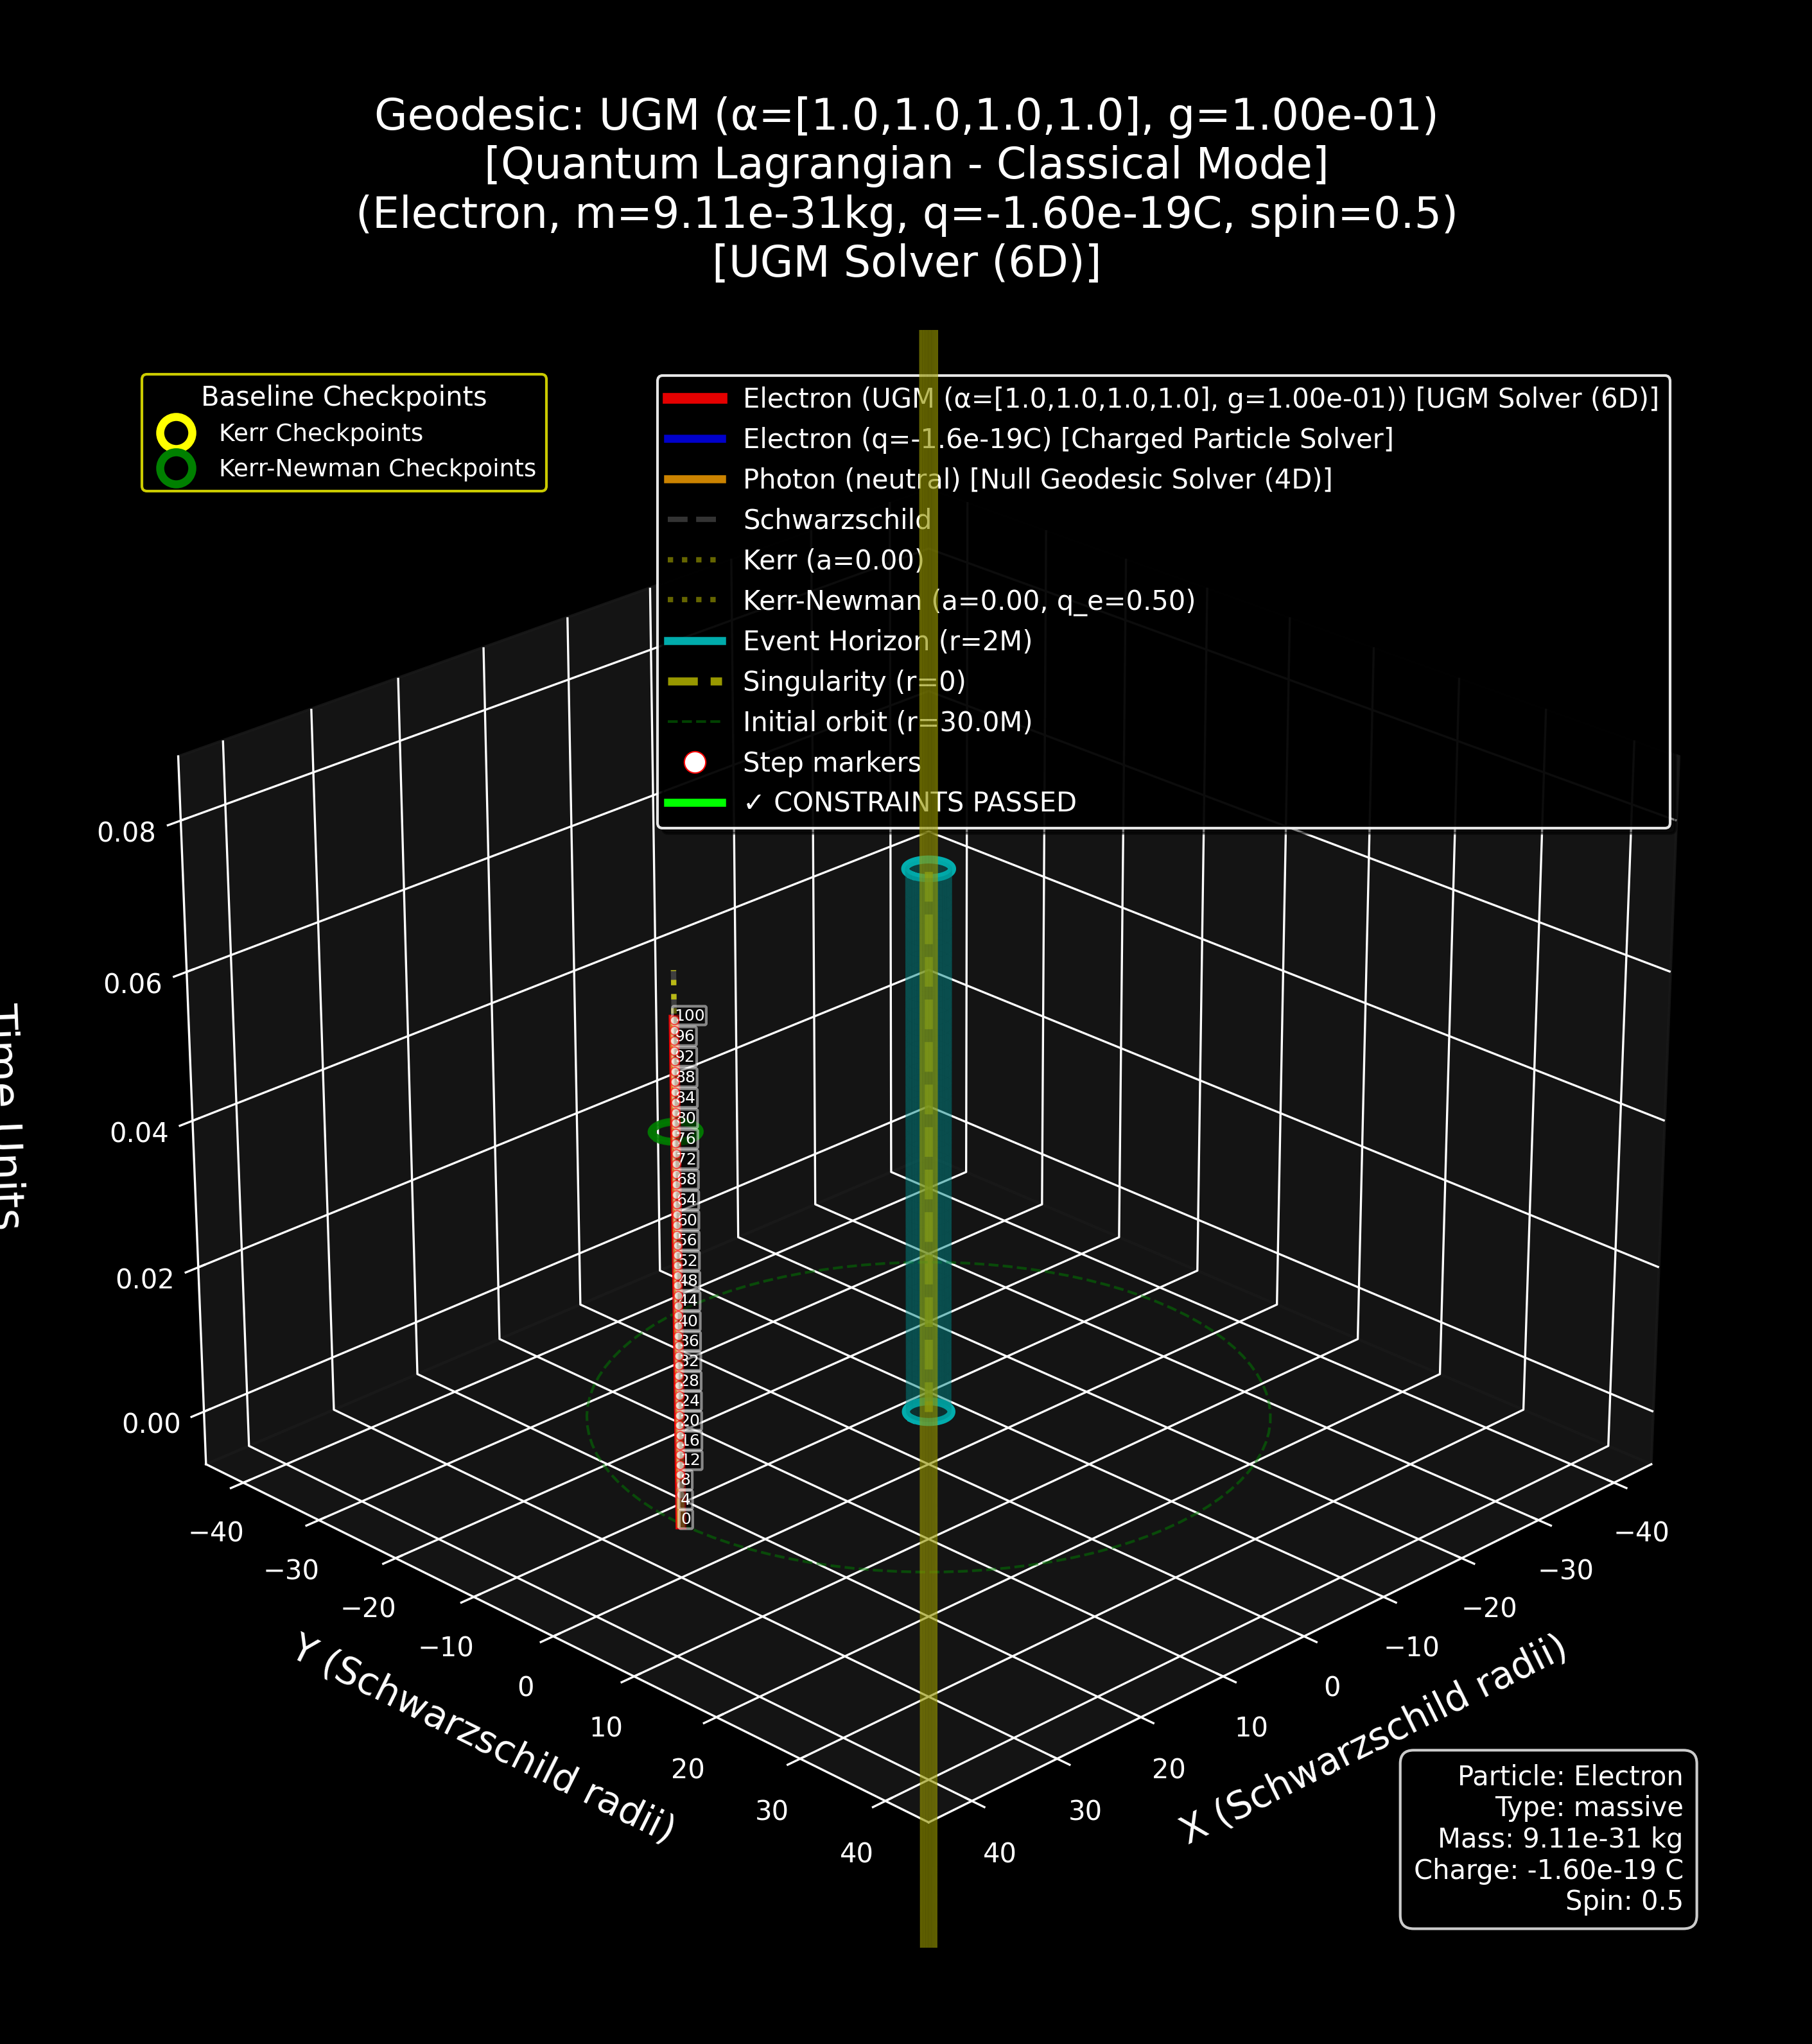 Geodesic: UGM (α=[1.0,1.0,1.0,1.0], g=1.00e-01)
[Quantum Lagrangian - Classical Mode]
(Electron, m=9.11e-31kg, q=-1.60e-19C, spin=0.5)
[UGM Solver (6D)]
Baseline Checkpoints
Kerr Checkpoints
Kerr-Newman Checkpoints
Electron (UGM (α=[1.0,1.0,1.0,1.0], g=1.00e-01)) [UGM Solver (6D)]
Electron (q=-1.6e-19C) [Charged Particle Solver]
Photon (neutral) [Null Geodesic Solver (4D)]
Schwarzschild
Kerr (a=0.00)
Kerr-Newman (a=0.00, q_e=0.50)
Event Horizon (r=2M)
Singularity (r=0)
Initial orbit (r=30.0M)
Step markers
✓ CONSTRAINTS PASSED
0.08
0.06
0.04
0.02
0.00
Time Units
100
96
92
88
84
80
76
72
68
64
60
56
52
48
44
40
36
32
28
24
20
16
12
8
4
0
−40
−30
−20
−10
0
10
20
30
40
Y (Schwarzschild radii)
−40
−30
−20
−10
0
10
20
30
40
X (Schwarzschild radii)
Particle: Electron
Type: massive
Mass: 9.11e-31 kg
Charge: -1.60e-19 C
Spin: 0.5